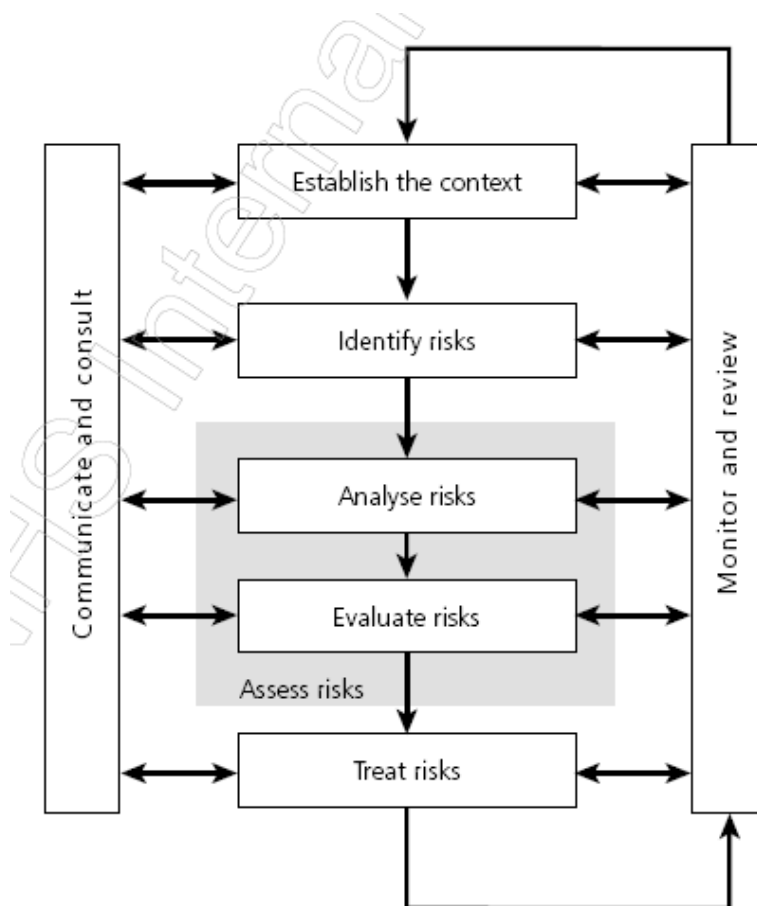 Establish the context
Identify risks
Analyse risks
Evaluate risks
Assess risks
Treat risks
Communicate and consult
Monitor and review